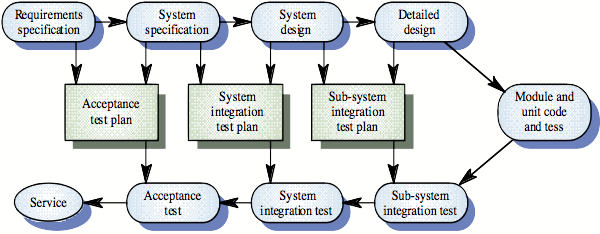 Requirements
specification
System
specification
System
design
Detailed
design
Acceptance
test plan
System
integration
test plan
Sub-system
integration
test plan
Module and
unit code
and tess
Service
Acceptance
test
System
integration test
Sub-system
integration test